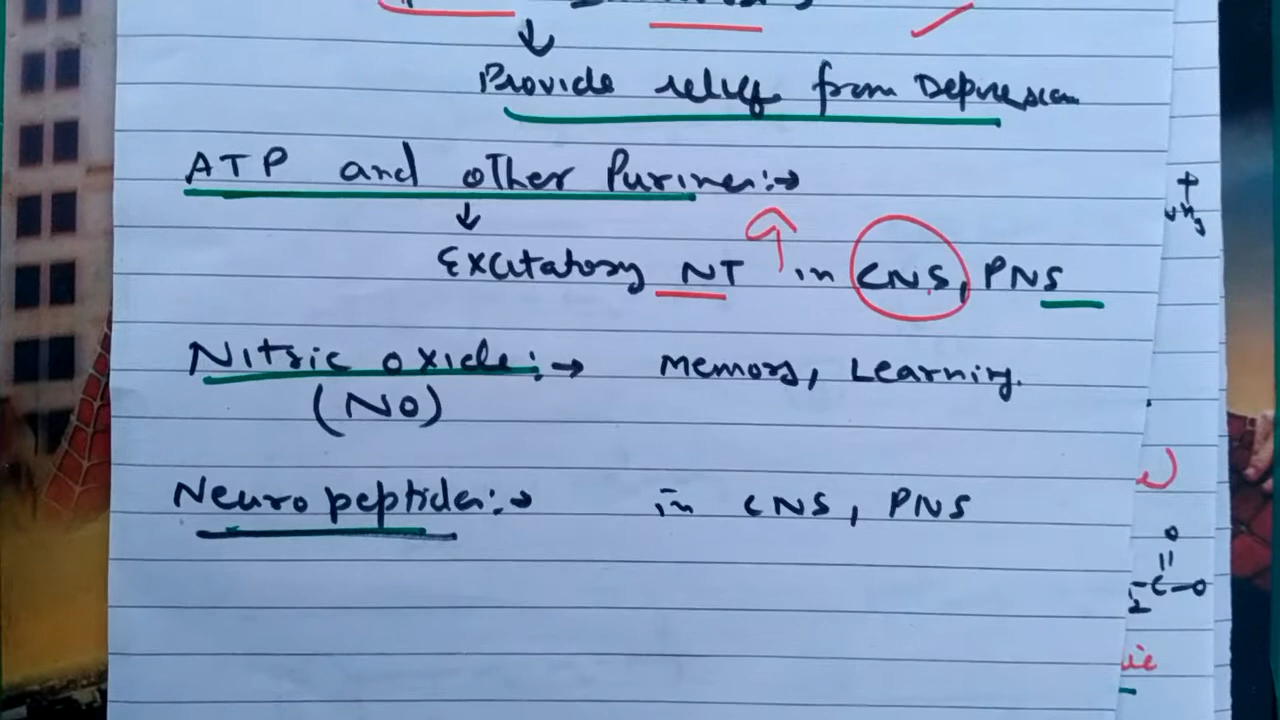 Provide relief from Depression
ATP and other Purines:→
↓
Excitatory NT in CNS, PNS
Nitric oxide:→ Memory, Learning.
(NO)
Neuropeptides:→ in CNS, PNS